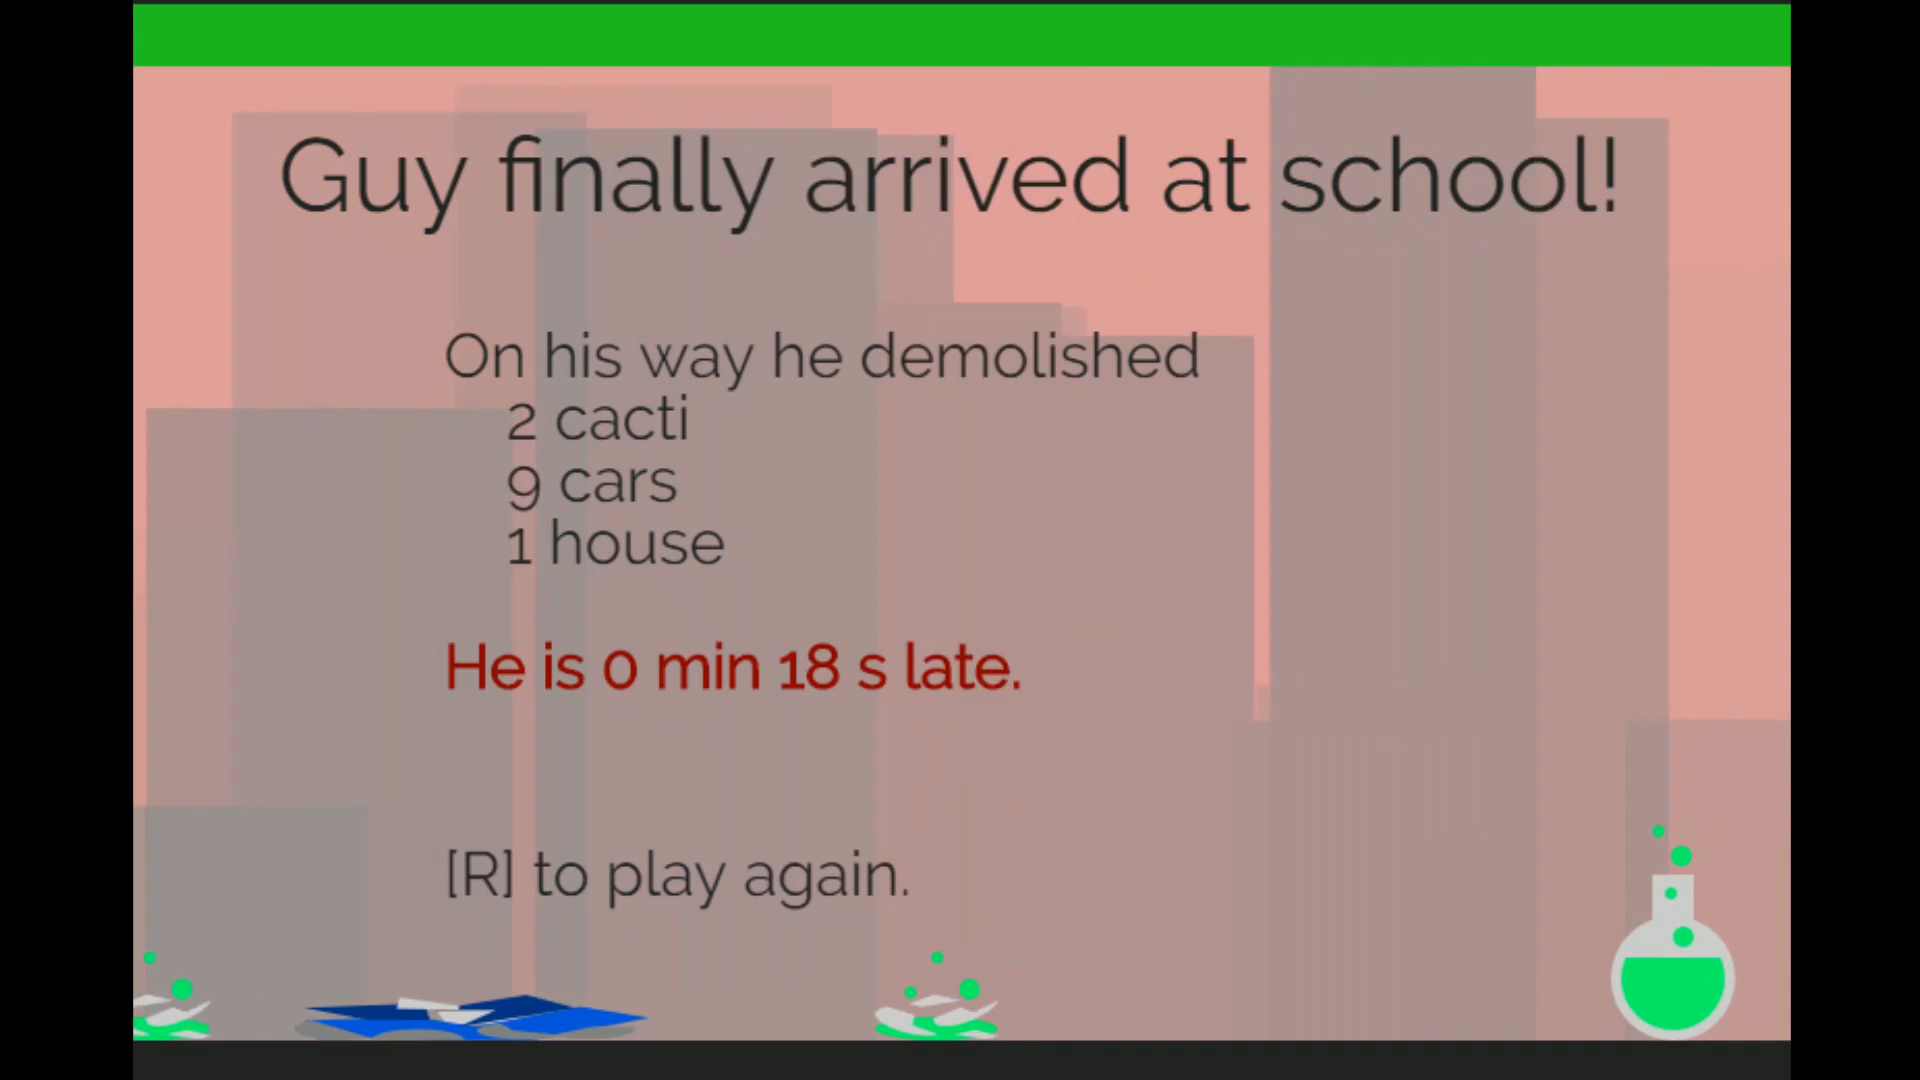 Guy finally arrived at school!
On his way he demolished
2 cacti
9 cars
1 house
He is 0 min 18 s late.
[R] to play again.